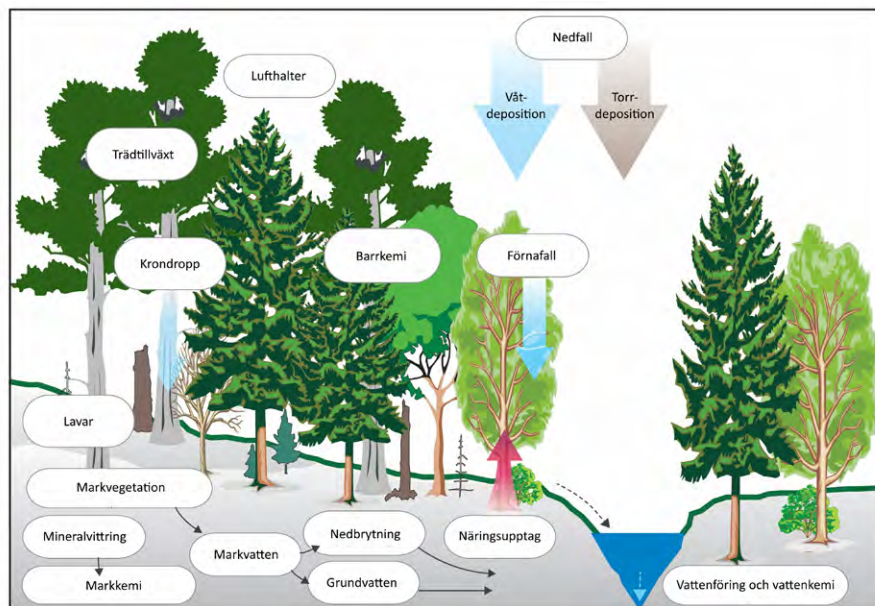 Nedfall
Lufthalter
Våt-
deposition
Torr-
deposition
Trädtillväxt
Krondropp
Barrkemi
Förnafall
Lavar
Markvegetation
Mineralvittring
Markvatten
Nedbrytning
Näringsupptag
Markkemi
Grundvatten
Vattenföring och vattenkemi